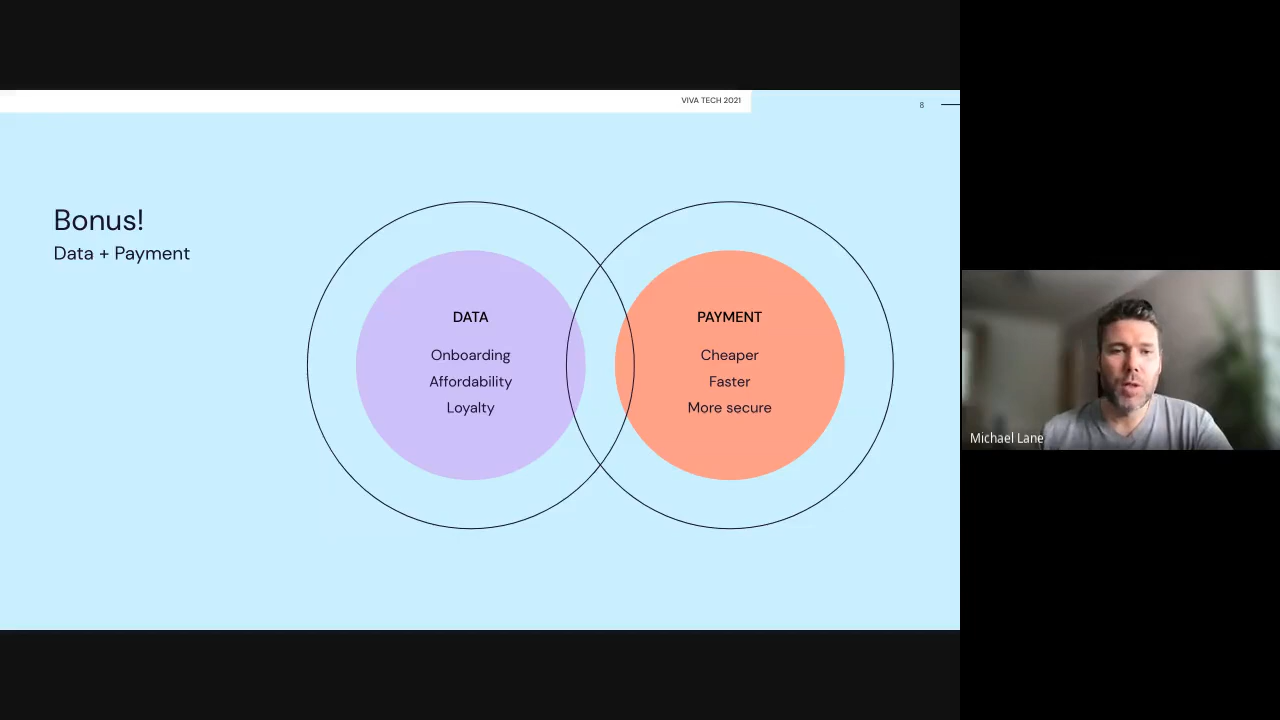 VIVA TECH 2021
8
Bonus!
Data + Payment
DATA
Onboarding
Affordability
Loyalty
PAYMENT
Cheaper
Faster
More secure
Michael Lane